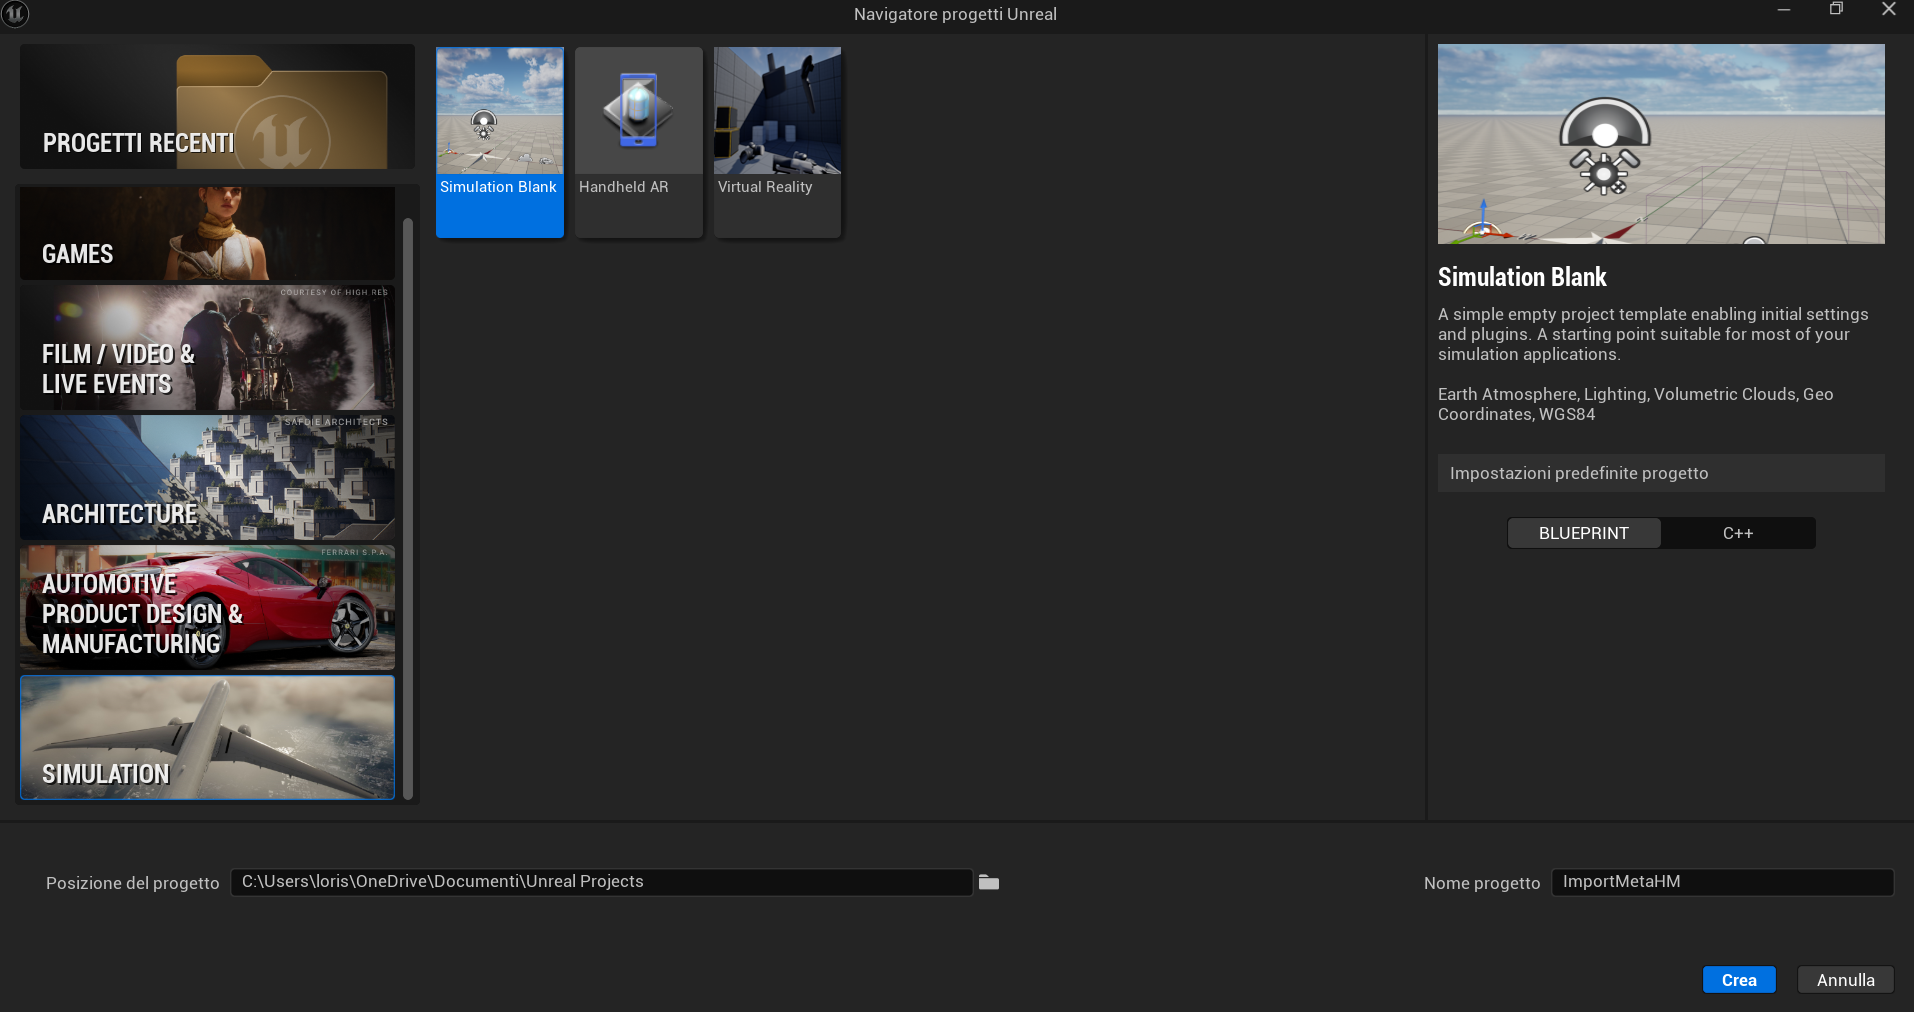 Navigatore progetti Unreal
PROGETTI RECENTI
GAMES
COURTESY OF HIGH RES
FILM / VIDEO &
LIVE EVENTS
SAFDIE ARCHITECTS
ARCHITECTURE
FERRARI S.P.A.
AUTOMOTIVE
PRODUCT DESIGN &
MANUFACTURING
SIMULATION
Simulation Blank
Handheld AR
Virtual Reality
Simulation Blank
A simple empty project template enabling initial settings
and plugins. A starting point suitable for most of your
simulation applications.
Earth Atmosphere, Lighting, Volumetric Clouds, Geo
Coordinates, WGS84
Impostazioni predefinite progetto
BLUEPRINT
C++
Posizione del progetto
C:\Users\loris\OneDrive\Documenti\Unreal Projects
Nome progetto
ImportMetaHM
Crea
Annulla